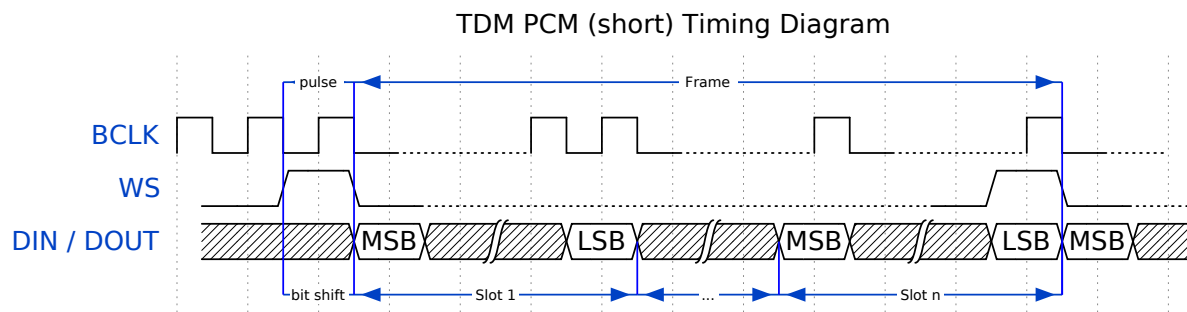 TDM PCM (short) Timing Diagram
pulse Frame
BCLK
WS
DIN / DOUT MSB LSB MSB LSB MSB
bit shift Slot 1 ... Slot n